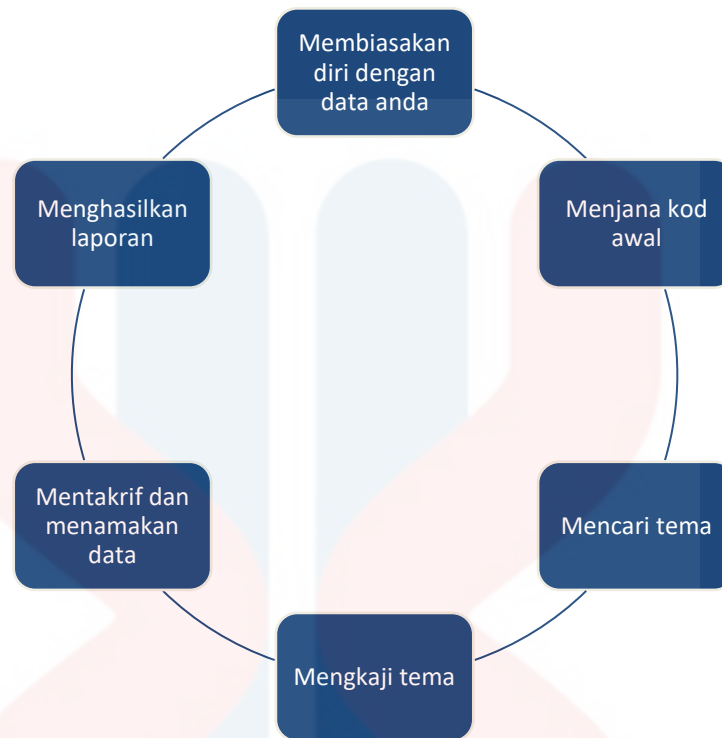 Membiasakan
diri dengan
data anda
Menjana kod
awal
Mencari tema
Mengkaji tema
Mentakrif dan
menamakan
data
Menghasilkan
laporan